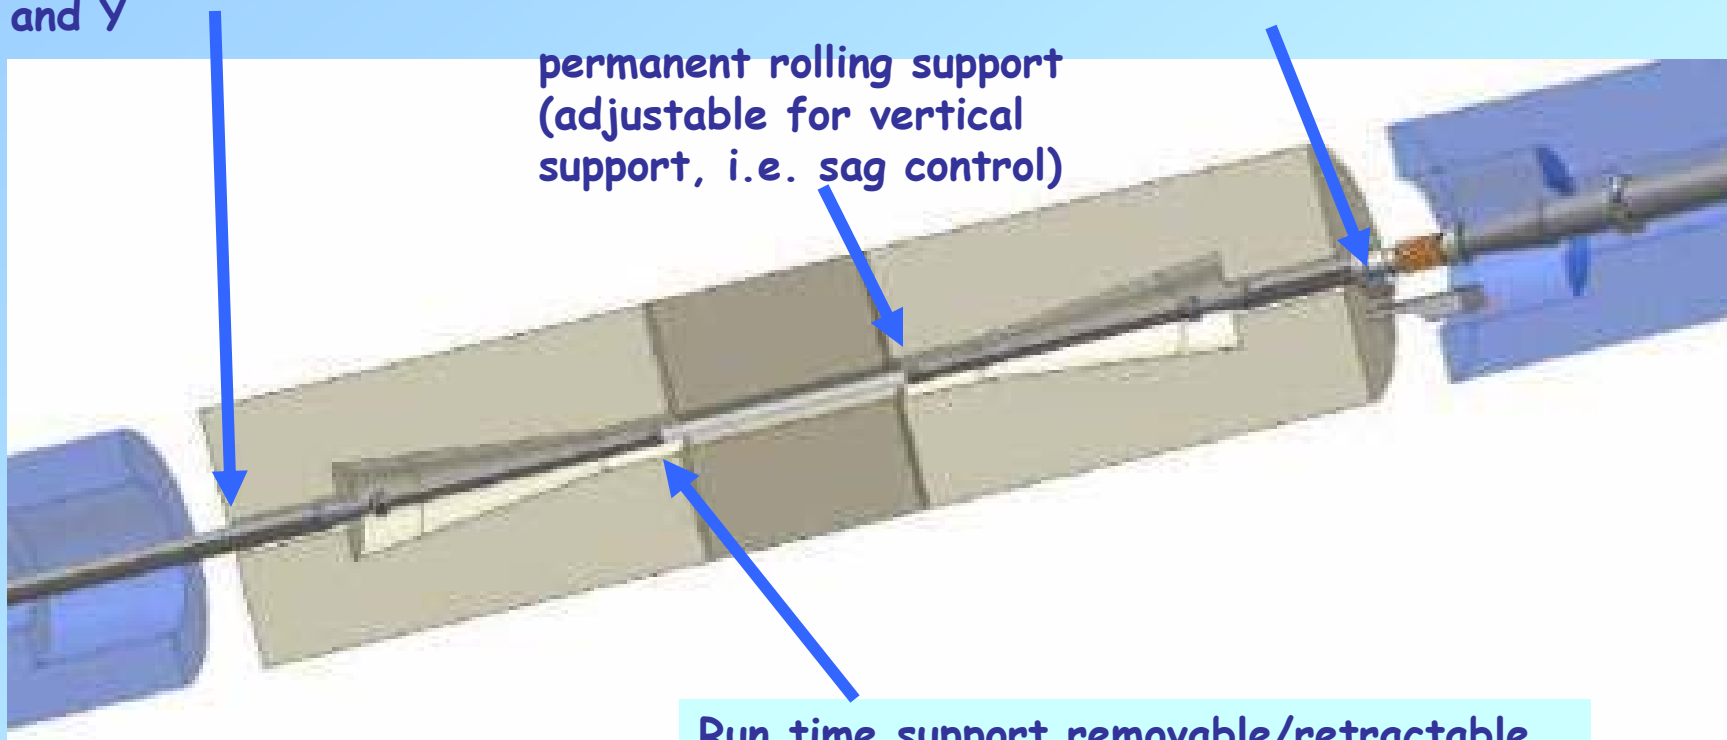 and Y
permanent rolling support
(adjustable for vertical
support, i.e. sag control)
Run time support removable/retractable